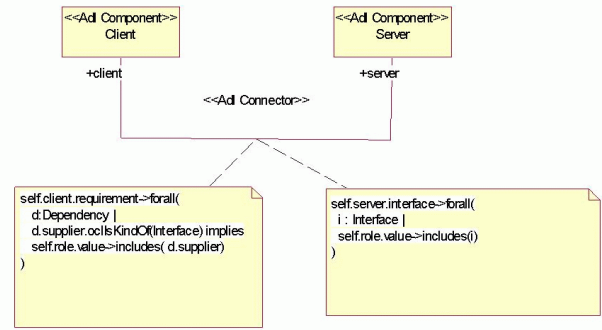 <<Adl Component>>
Client
<<Adl Component>>
Server
+client
+server
<<Adl Connector>>
self.client.requirement->forall(
d:Dependency |
d.supplier.oclIsKindOf(Interface) implies
self.role.value->includes( d.supplier)
)
self.server.interface->forall(
i : Interface |
self.role.value->includes(i)
)